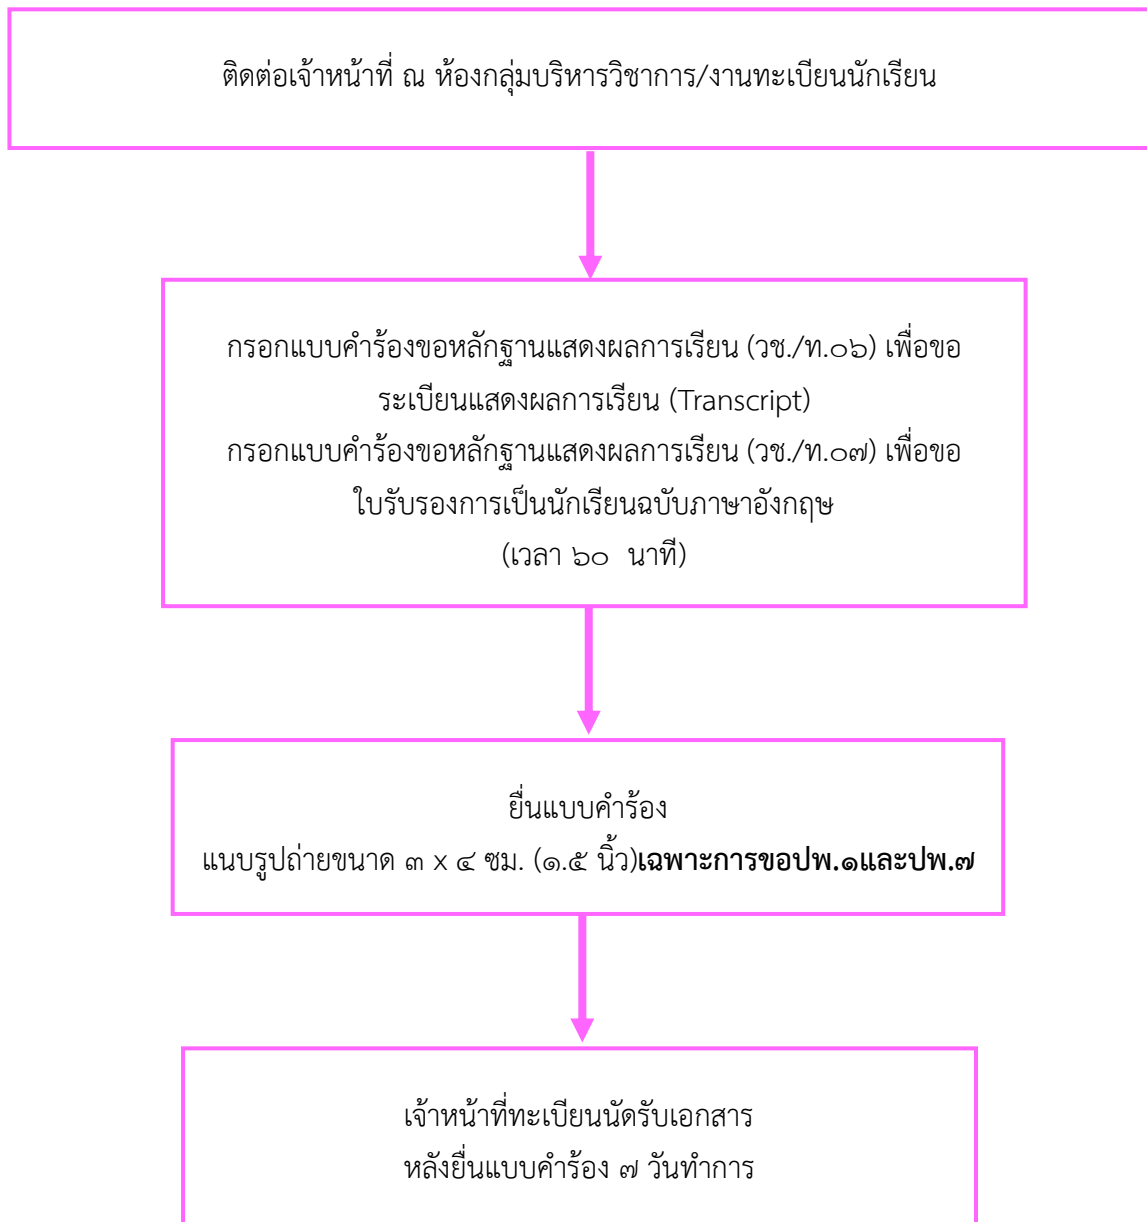 ติดต่อเจ้าหน้าที่ ณ ห้องกลุ่มบริหารวิชาการ/งานทะเบียนนักเรียน
กรอกแบบคำร้องขอหลักฐานแสดงผลการเรียน (วช./ท.๐๖) เพื่อขอ
ระเบียนแสดงผลการเรียน (Transcript)
กรอกแบบคำร้องขอหลักฐานแสดงผลการเรียน (วช./ท.๐๗) เพื่อขอ
ใบรับรองการเป็นนักเรียนฉบับภาษาอังกฤษ
(เวลา ๖๐ นาที)
ยื่นแบบคำร้อง
แนบรูปถ่ายขนาด ๓ x ๔ ซม. (๑.๕ นิ้ว)เฉพาะการขอปพ.๑และปพ.๗
เจ้าหน้าที่ทะเบียนนัดรับเอกสาร
หลังยื่นแบบคำร้อง ๗ วันทำการ